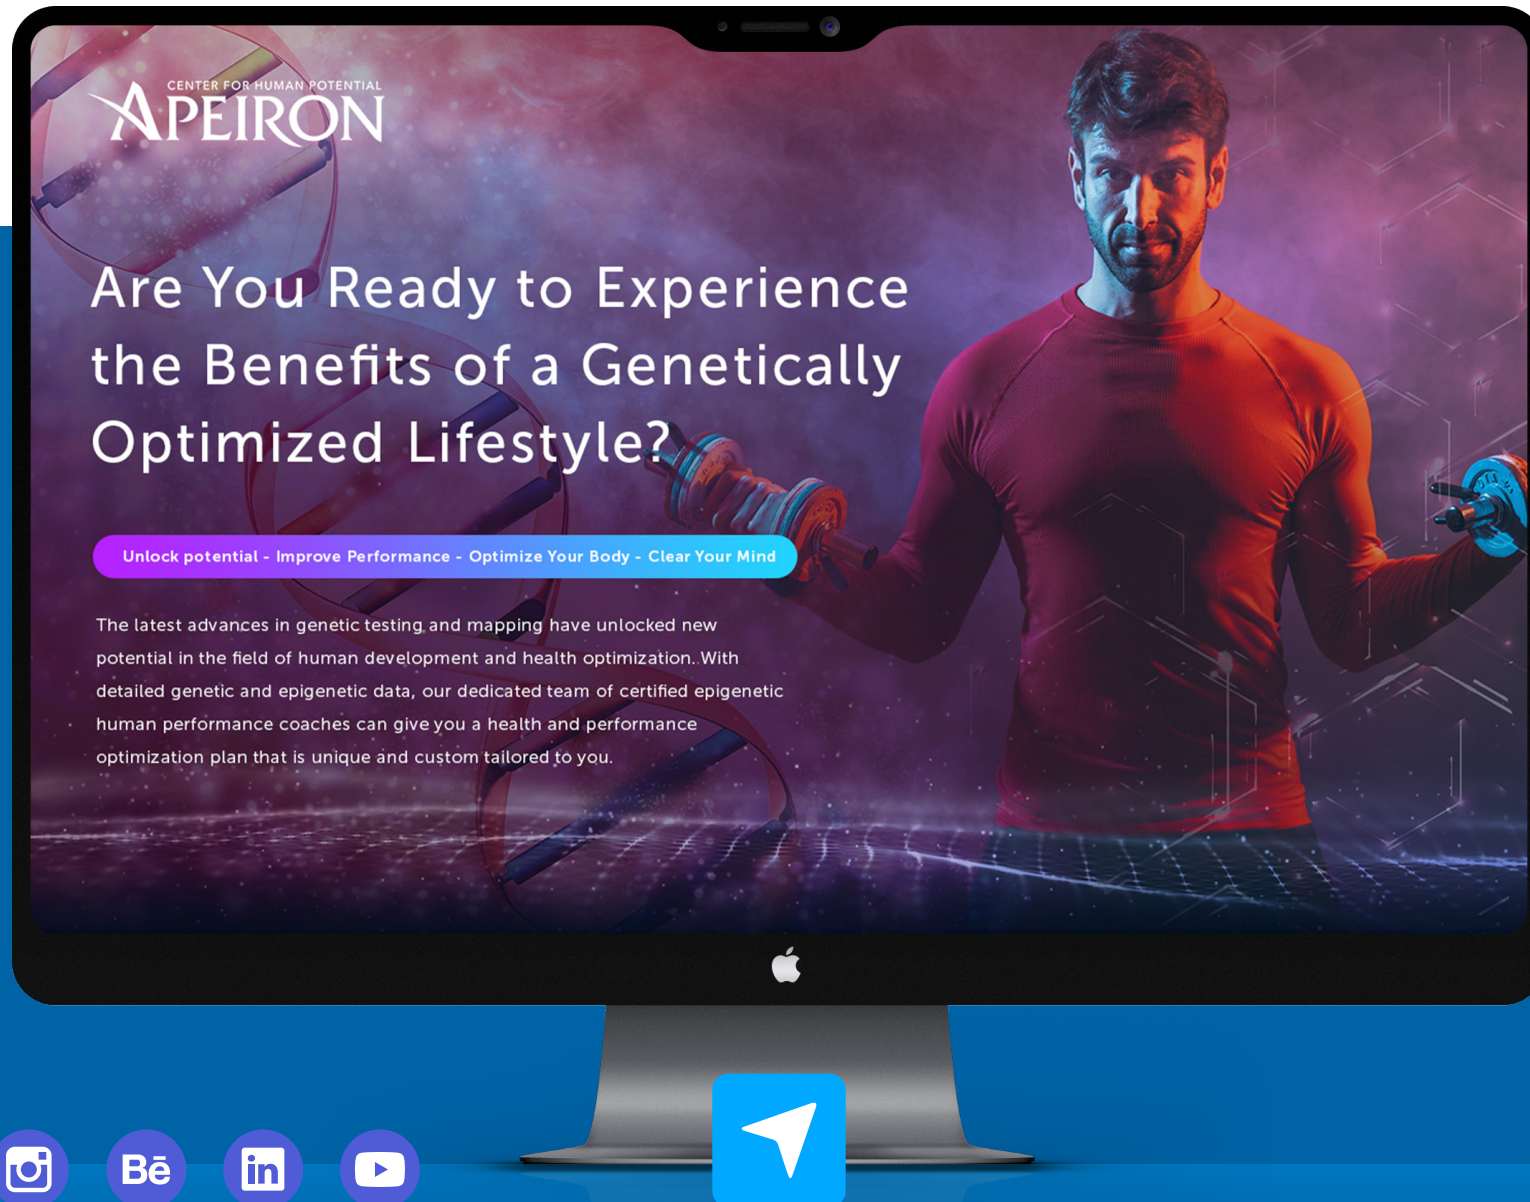 CENTER FOR HUMAN POTENTIAL
APEIRON
Are You Ready to Experience
the Benefits of a Genetically
Optimized Lifestyle?
Unlock potential - Improve Performance - Optimize Your Body - Clear Your Mind
The latest advances in genetic testing and mapping have unlocked new
potential in the field of human development and health optimization. With
detailed genetic and epigenetic data, our dedicated team of certified epigenetic
human performance coaches can give you a health and performance
optimization plan that is unique and custom tailored to you.
Bē
in